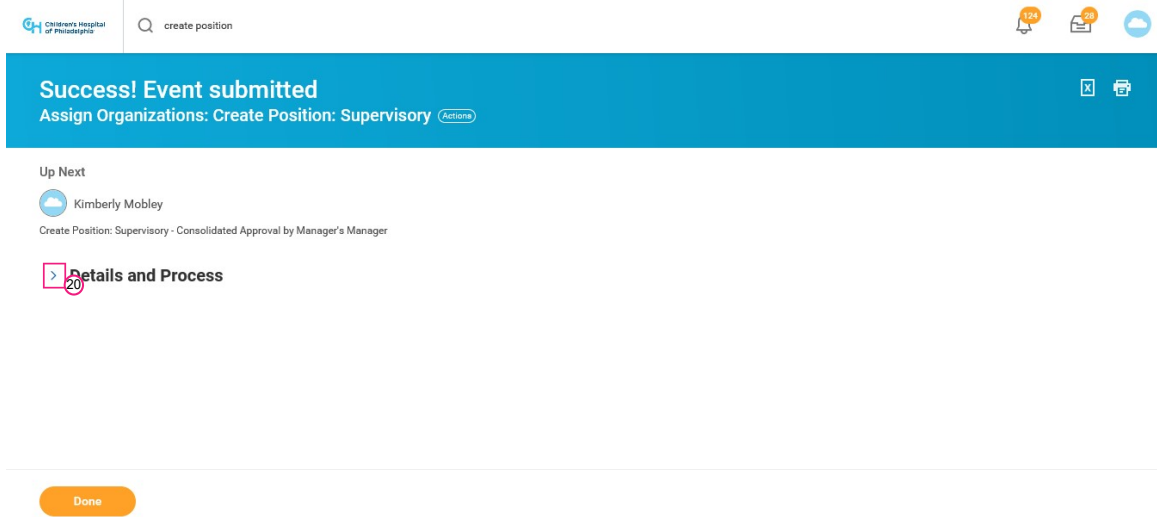 Children's Hospital
of Philadelphia
create position
124
28
Success! Event submitted
Assign Organizations: Create Position: Supervisory Actions
Up Next
Kimberly Mobley
Create Position: Supervisory - Consolidated Approval by Manager's Manager
Details and Process
20
Done